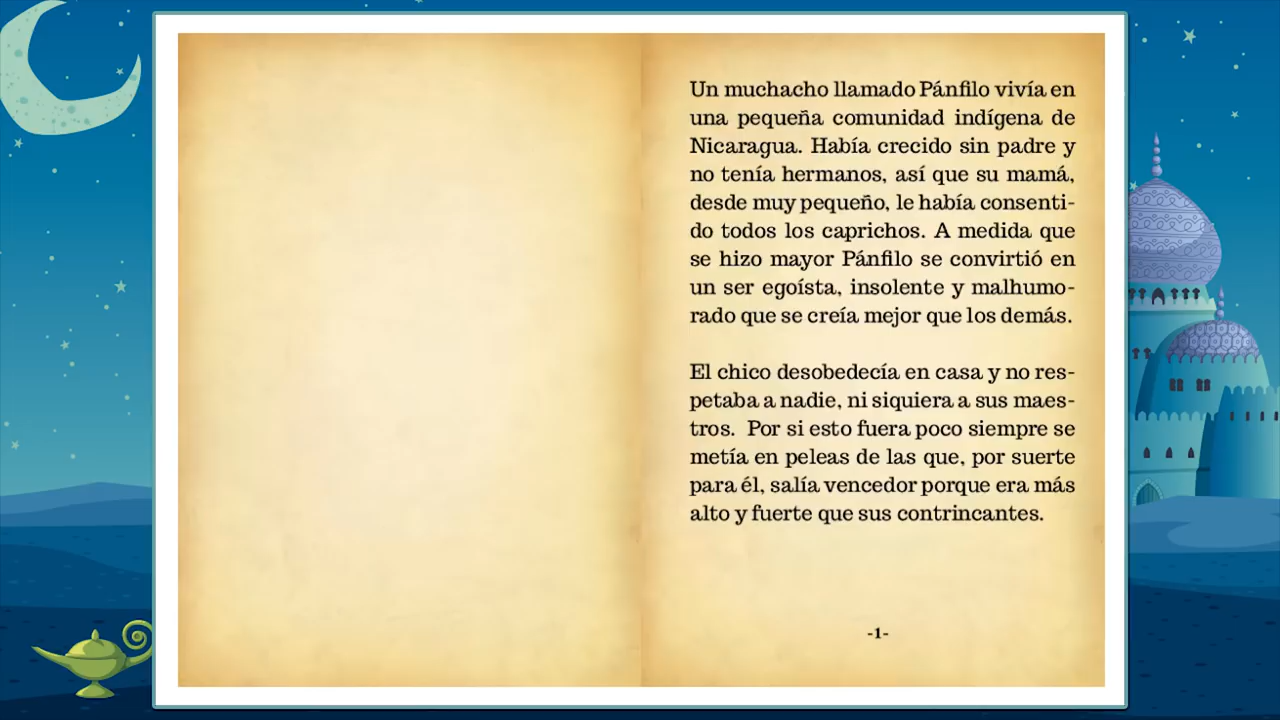 Un muchacho llamado Pánfilo vivía en
una pequeña comunidad indígena de
Nicaragua. Había crecido sin padre y
no tenía hermanos, así que su mamá,
desde muy pequeño, le había consenti-
do todos los caprichos. A medida que
se hizo mayor Pánfilo se convirtió en
un ser egoísta, insolente y malhumo-
rado que se creía mejor que los demás.
El chico desobedecía en casa y no res-
petaba a nadie, ni siquiera a sus maes-
tros. Por si esto fuera poco siempre se
metía en peleas de las que, por suerte
para él, salía vencedor porque era más
alto y fuerte que sus contrincantes.
-1-